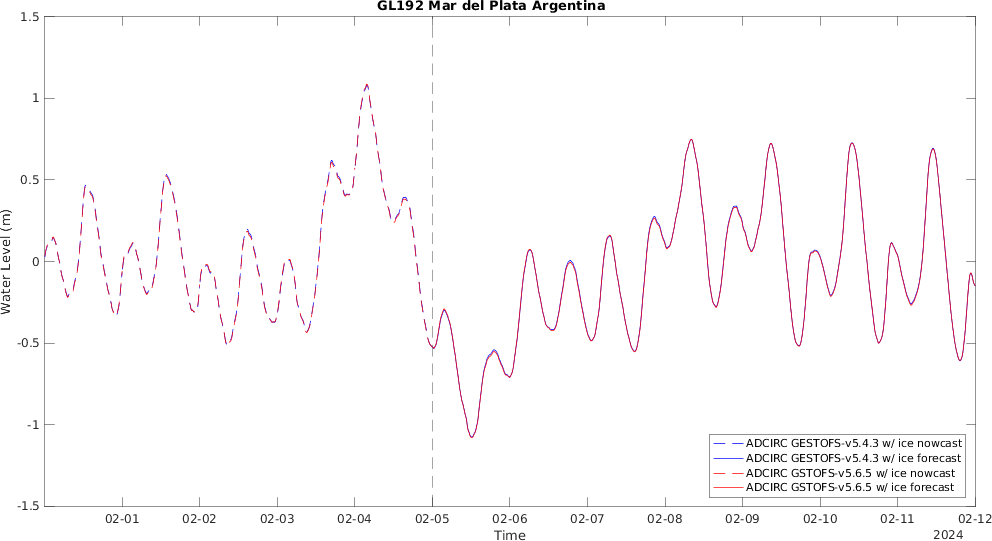 GL192 Mar del Plata Argentina
1.5
1
0.5
0
-0.5
-1
-1.5
Water Level (m)
02-01 02-02 02-03 02-04 02-05 02-06 02-07 02-08 02-09 02-10 02-11 02-12
Time
2024
ADCIRC GESTOFS-v5.4.3 w/ ice nowcast
ADCIRC GESTOFS-v5.4.3 w/ ice forecast
ADCIRC GSTOFS-v5.6.5 w/ ice nowcast
ADCIRC GSTOFS-v5.6.5 w/ ice forecast